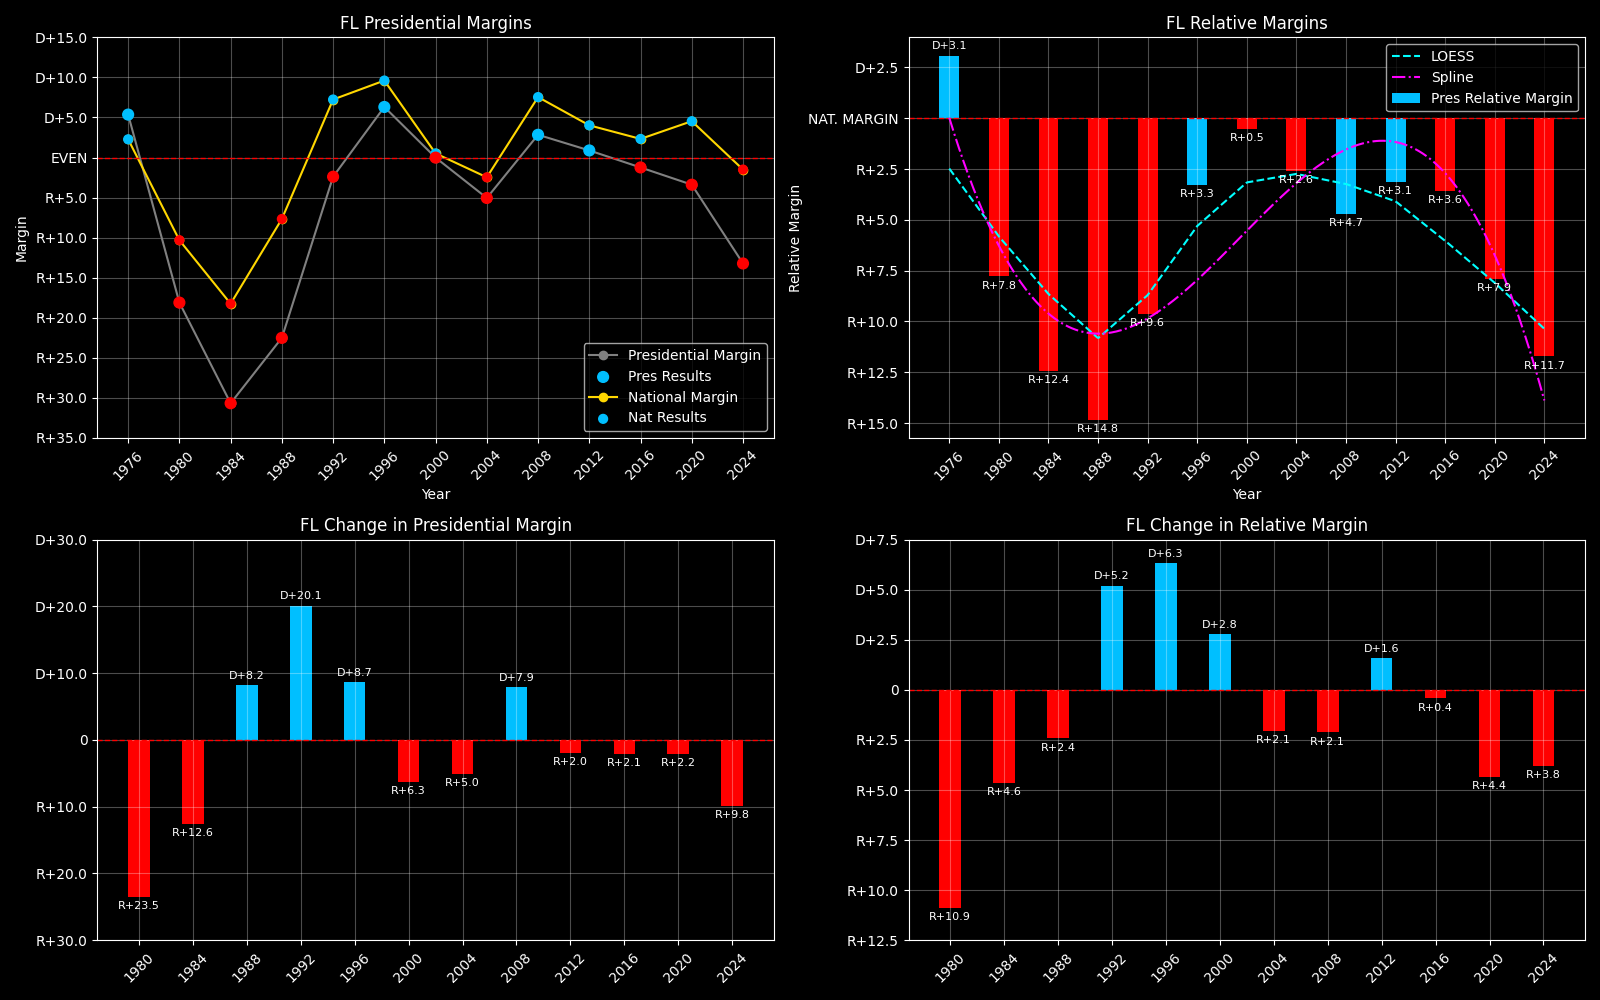 FL Presidential Margins
D+15.0
D+10.0
D+5.0
EVEN
R+5.0
R+10.0
R+15.0
R+20.0
R+25.0
R+30.0
R+35.0
Margin
Presidential Margin
Pres Results
National Margin
Nat Results
1976 1980 1984 1988 1992 1996 2000 2004 2008 2012 2016 2020 2024
Year
FL Relative Margins
D+2.5
NAT. MARGIN
R+2.5
R+5.0
R+7.5
R+10.0
R+12.5
R+15.0
Relative Margin
LOESS
Spline
Pres Relative Margin
D+3.1
R+7.8
R+12.4
R+14.8
R+9.6
R+3.3
R+0.5
R+2.6
R+4.7
R+3.1
R+3.6
R+7.9
R+11.7
1976 1980 1984 1988 1992 1996 2000 2004 2008 2012 2016 2020 2024
Year
FL Change in Presidential Margin
D+30.0
D+20.0
D+10.0
0
R+10.0
R+20.0
R+30.0
R+23.5
R+12.6
D+8.2
D+20.1
D+8.7
R+6.3
R+5.0
D+7.9
R+2.0
R+2.1
R+2.2
R+9.8
1980 1984 1988 1992 1996 2000 2004 2008 2012 2016 2020 2024
FL Change in Relative Margin
D+7.5
D+5.0
D+2.5
0
R+2.5
R+5.0
R+7.5
R+10.0
R+12.5
R+10.9
R+4.6
R+2.4
D+5.2
D+6.3
D+2.8
R+2.1
R+2.1
D+1.6
R+0.4
R+4.4
R+3.8
1980 1984 1988 1992 1996 2000 2004 2008 2012 2016 2020 2024